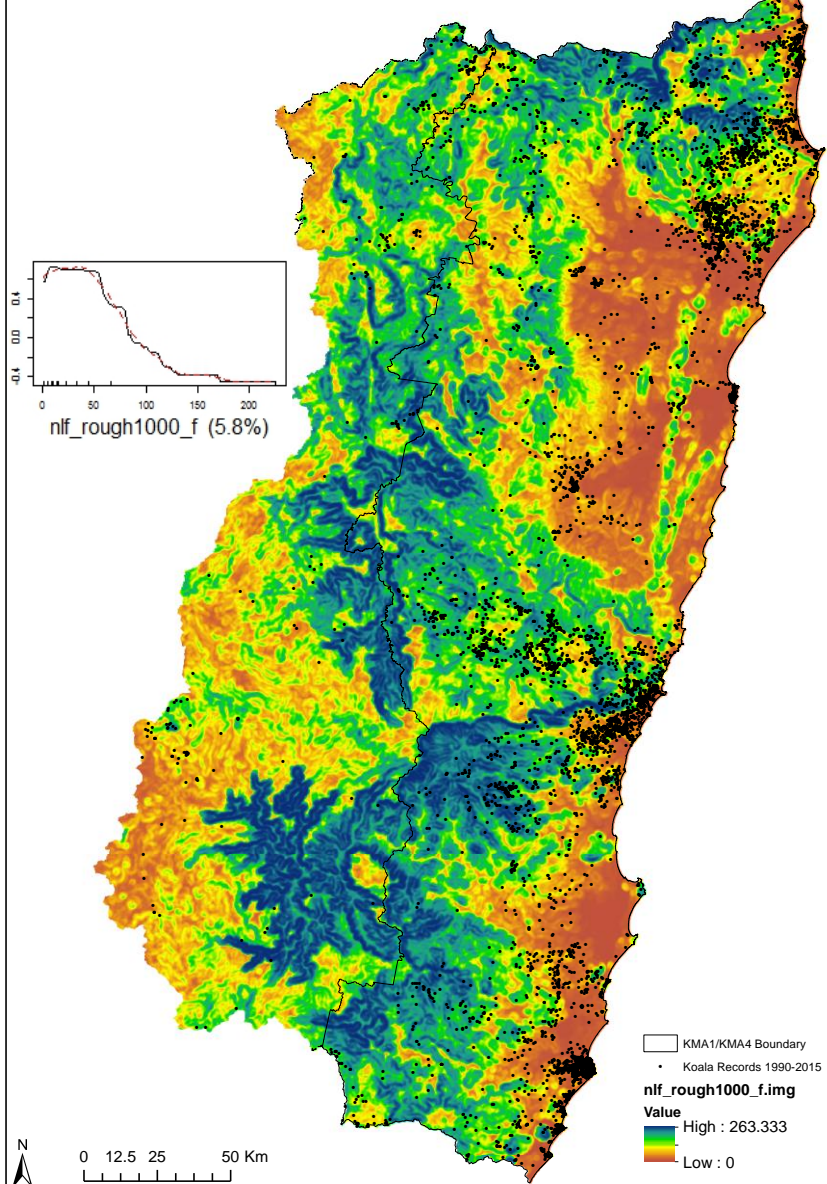 0.4
0.0
-0.4
0 50 100 150 200
nlf_rough1000_f (5.8%)
KMA1/KMA4 Boundary
Koala Records 1990-2015
nlf_rough1000_f.img
Value
High : 263.333
Low : 0
N
0 12.5 25 50 Km